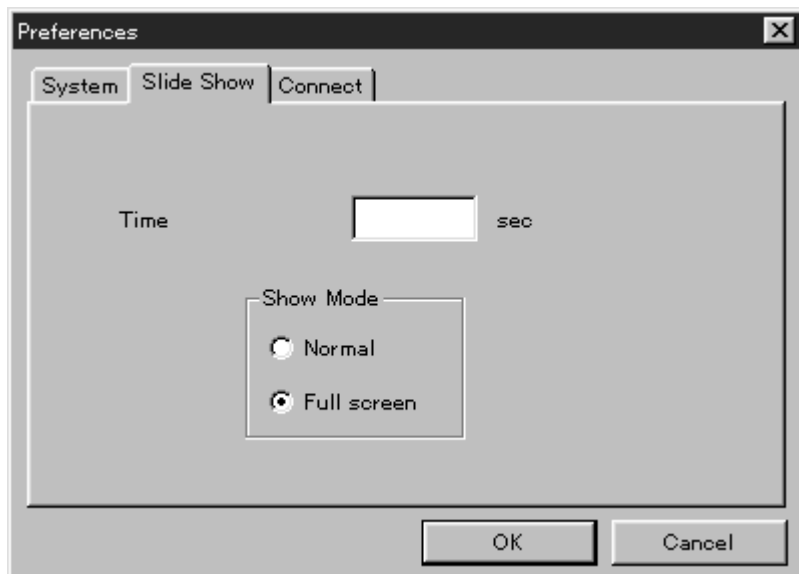 Preferences
System Slide Show Connect
Time sec
Show Mode
Normal
Full screen
OK Cancel